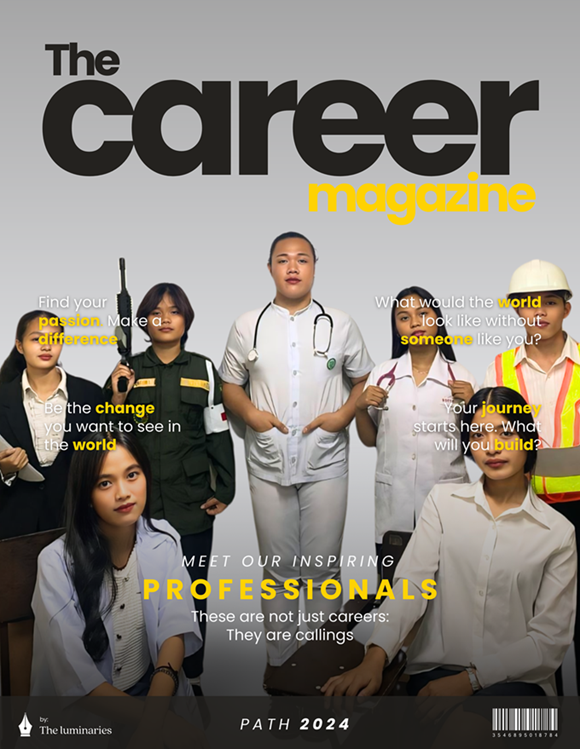 The
career
magazine
Find your
passion. Make a
difference
What would the world
look like without
someone like you?
Be the change
you want to see in
the world
Your journey
starts here. What
will you build?
MEET OUR INSPIRING
PROFESSIONALS
These are not just careers:
They are callings
by:
The luminaries
PATH 2024
3546895018784